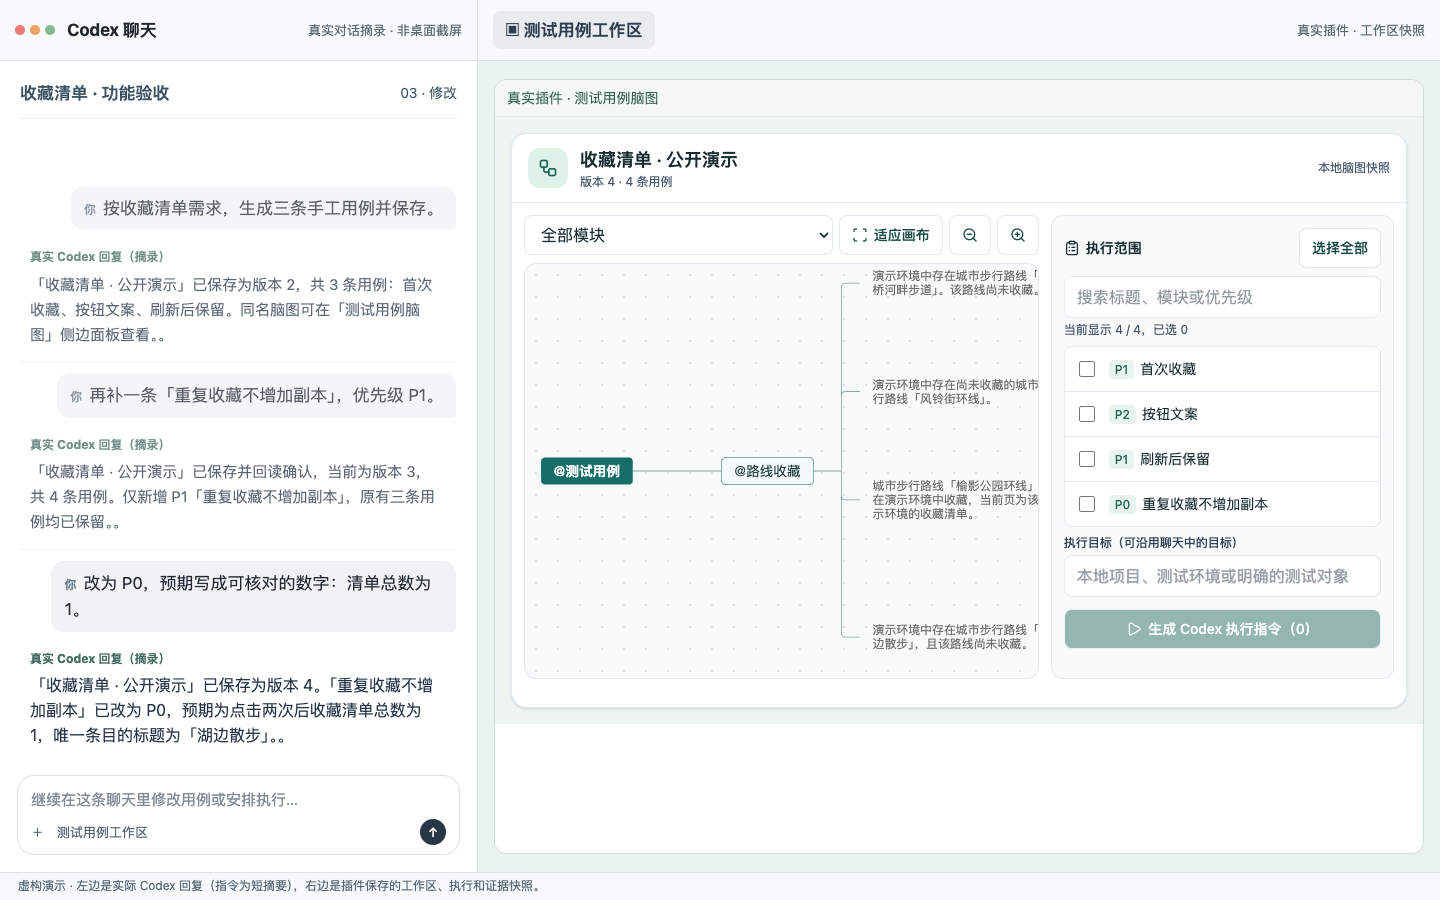 Codex 聊天
真实对话摘录 · 非桌面截屏
收藏清单 · 功能验收
03 · 修改
你 按收藏清单需求，生成三条手工用例并保存。
真实 Codex 回复（摘录）
「收藏清单 · 公开演示」已保存为版本 2，共 3 条用例：首次
收藏、按钮文案、刷新后保留。同名脑图可在「测试用例脑
图」侧边面板查看。。
你 再补一条「重复收藏不增加副本」，优先级 P1。
真实 Codex 回复（摘录）
「收藏清单 · 公开演示」已保存并回读确认，当前为版本 3，
共 4 条用例。仅新增 P1「重复收藏不增加副本」，原有三条用
例均已保留。。
你 改为 P0，预期写成可核对的数字：清单总数为
1。
真实 Codex 回复（摘录）
「收藏清单 · 公开演示」已保存为版本 4。「重复收藏不增
加副本」已改为 P0，预期为点击两次后收藏清单总数为
1，唯一条目的标题为「湖边散步」。。
继续在这条聊天里修改用例或安排执行...
+ 测试用例工作区
测试用例工作区
真实插件 · 工作区快照
真实插件 · 测试用例脑图
收藏清单 · 公开演示
版本 4 · 4 条用例
本地脑图快照
全部模块
适应画布
@测试用例
@路线收藏
演示环境中存在城市步行路线「
桥河畔步道」。该路线尚未收藏。
演示环境中存在尚未收藏的城市
行路线「风铃街环线」。
城市步行路线「榆影公园环线」
在演示环境中收藏，当前页为该
示环境的收藏清单。
演示环境中存在城市步行路线「
边散步」，且该路线尚未收藏。
执行范围
选择全部
搜索标题、模块或优先级
当前显示 4 / 4，已选 0
P1 首次收藏
P2 按钮文案
P1 刷新后保留
P0 重复收藏不增加副本
执行目标（可沿用聊天中的目标）
本地项目、测试环境或明确的测试对象
生成 Codex 执行指令（0）
虚构演示 · 左边是实际 Codex 回复（指令为短摘要），右边是插件保存的工作区、执行和证据快照。